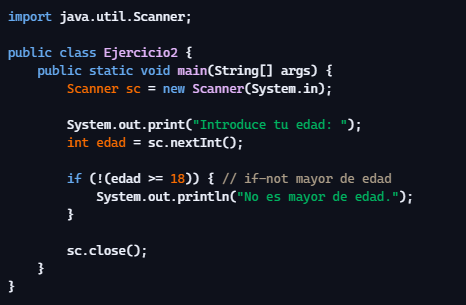 import java.util.Scanner;
public class Ejercicio2 {
public static void main(String[] args) {
Scanner sc = new Scanner(System.in);
System.out.print("Introduce tu edad: ");
int edad = sc.nextInt();
if (!(edad >= 18)) { // if-not mayor de edad
System.out.println("No es mayor de edad.");
}
sc.close();
}
}